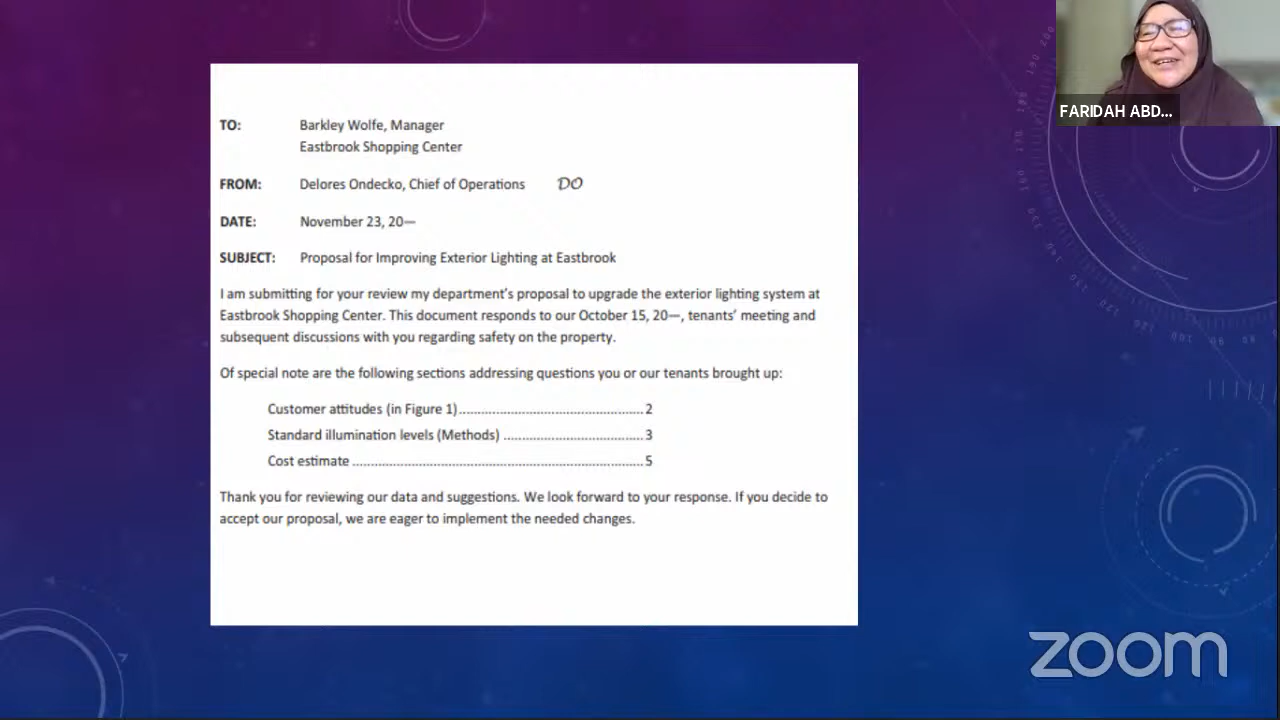 TO: Barkley Wolfe, Manager
Eastbrook Shopping Center
FROM: Delores Ondecko, Chief of Operations DO
DATE: November 23, 20—
SUBJECT: Proposal for Improving Exterior Lighting at Eastbrook
I am submitting for your review my department's proposal to upgrade the exterior lighting system at
Eastbrook Shopping Center. This document responds to our October 15, 20—, tenants' meeting and
subsequent discussions with you regarding safety on the property.
Of special note are the following sections addressing questions you or our tenants brought up:
Customer attitudes (in Figure 1)..............................................................2
Standard illumination levels (Methods) ...............................................3
Cost estimate .................................................................................5
Thank you for reviewing our data and suggestions. We look forward to your response. If you decide to
accept our proposal, we are eager to implement the needed changes.
FARIDAH ABD...
zoom